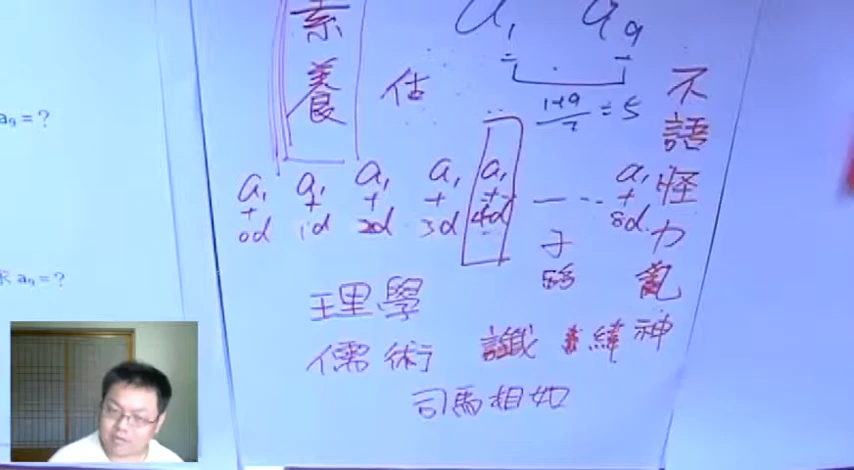 素養
估
a₁ a₉
1+9/2 = 5
a₉=?
a₁+0d a₁+1d a₁+2d a₁+3d a₁+4d —--- a₁+8d
不語怪力亂神
子
理學
儒術 讖緯
司馬相如
a₉=?